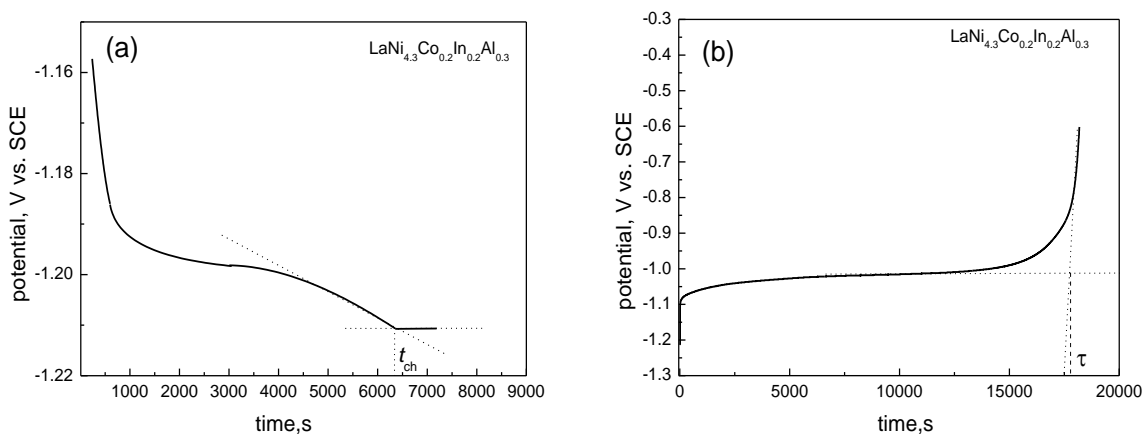 (a)
LaNi4.3Co0.2In0.2Al0.3
potential, V vs. SCE
-1.16
-1.18
-1.20
-1.22
tch
1000 2000 3000 4000 5000 6000 7000 8000 9000
time,s
(b)
LaNi4.3Co0.2In0.2Al0.3
potential, V vs. SCE
-0.3
-0.4
-0.5
-0.6
-0.7
-0.8
-0.9
-1.0
-1.1
-1.2
-1.3
τ
0 5000 10000 15000 20000
time,s